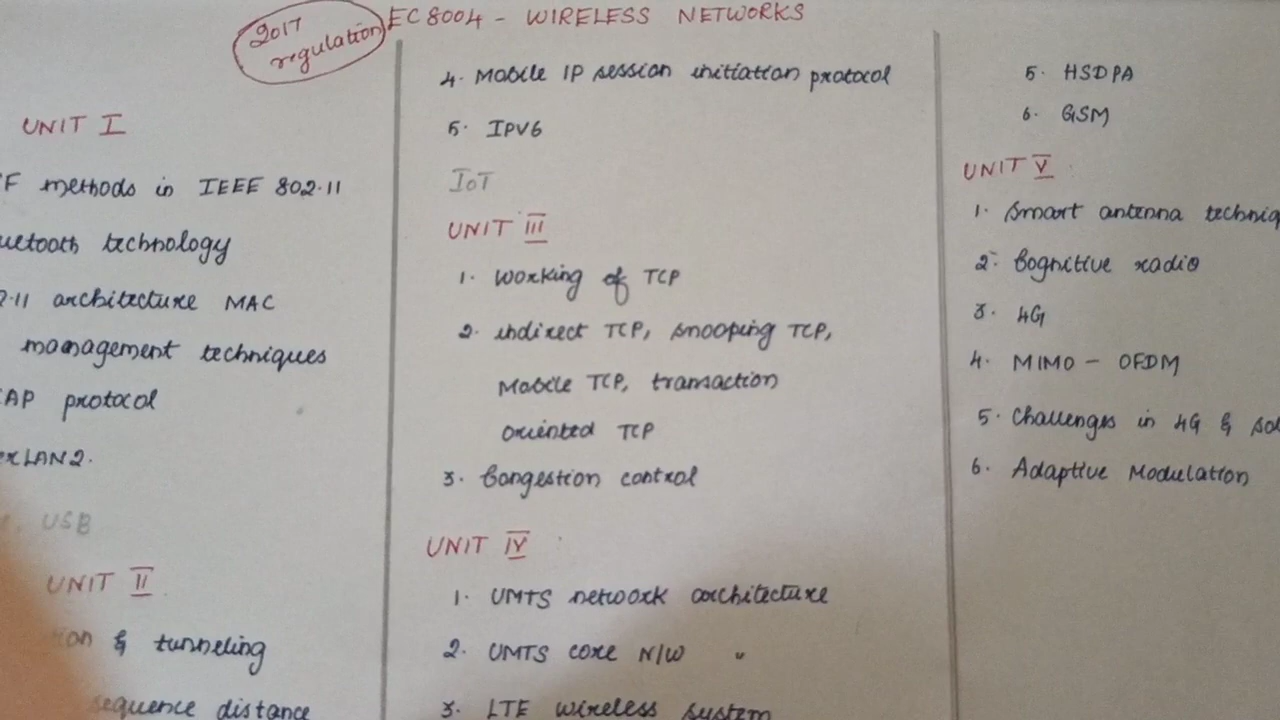 2017
regulation
EC8004 - WIRELESS NETWORKS
UNIT I
methods in IEEE 802.11
technology
architecture MAC
management techniques
protocol
USB
UNIT II
& tunneling
sequence distance
4. Mobile IP session initiation protocol
5. IPV6
IoT
UNIT III
1. Working of TCP
2. indirect TCP, snooping TCP,
Mobile TCP, transaction
oriented TCP
3. Congestion control
UNIT IV
1. UMTS network architecture
2. UMTS core N/W "
3. LTE wireless system
5. HSDPA
6. GSM
UNIT V
1. Smart antenna
2. Cognitive radio
3. 4G
4. MIMO - OFDM
5. Challenges in 4G &
6. Adaptive Modulation